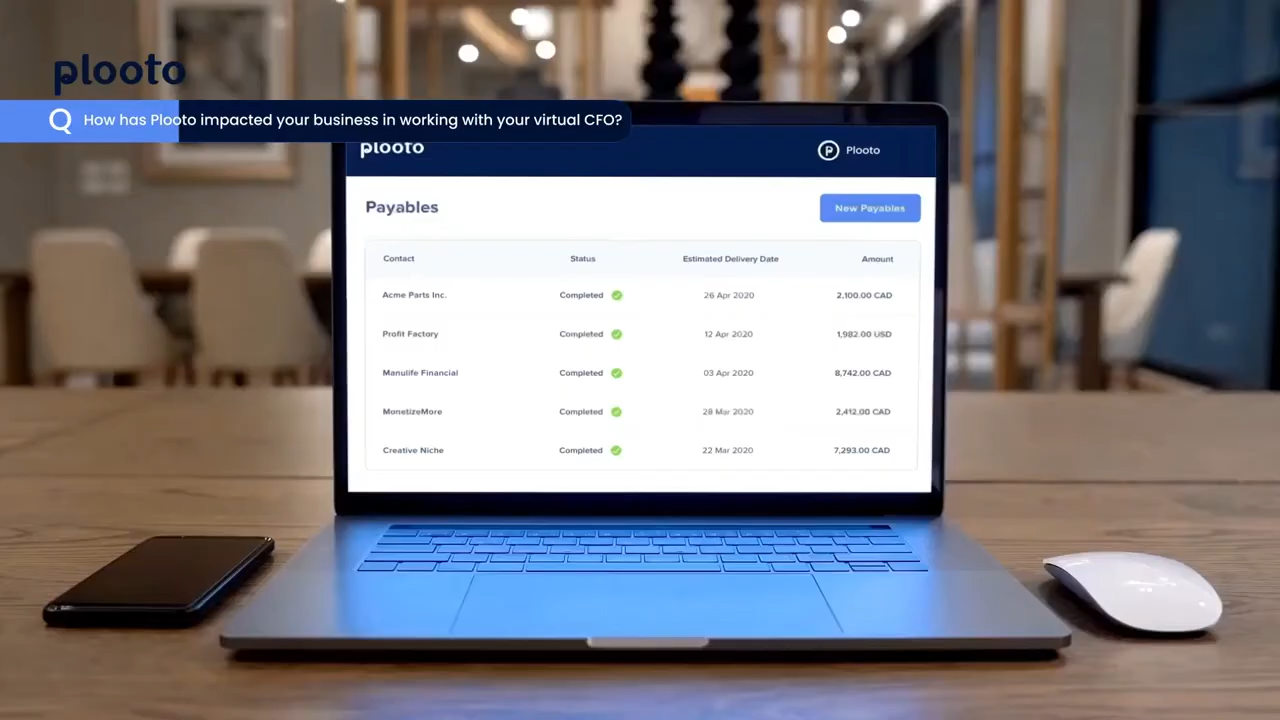 plooto
Q How has Plooto impacted your business in working with your virtual CFO?
plooto
P Plooto
Payables
New Payables
Contact Status Estimated Delivery Date Amount
Acme Parts Inc. Completed 26 Apr 2020 2,100.00 CAD
Profit Factory Completed 12 Apr 2020 1,982.00 USD
Manulife Financial Completed 03 Apr 2020 8,742.00 CAD
MonetizeMore Completed 28 Mar 2020 2,412.00 CAD
Creative Niche Completed 22 Mar 2020 7,293.00 CAD